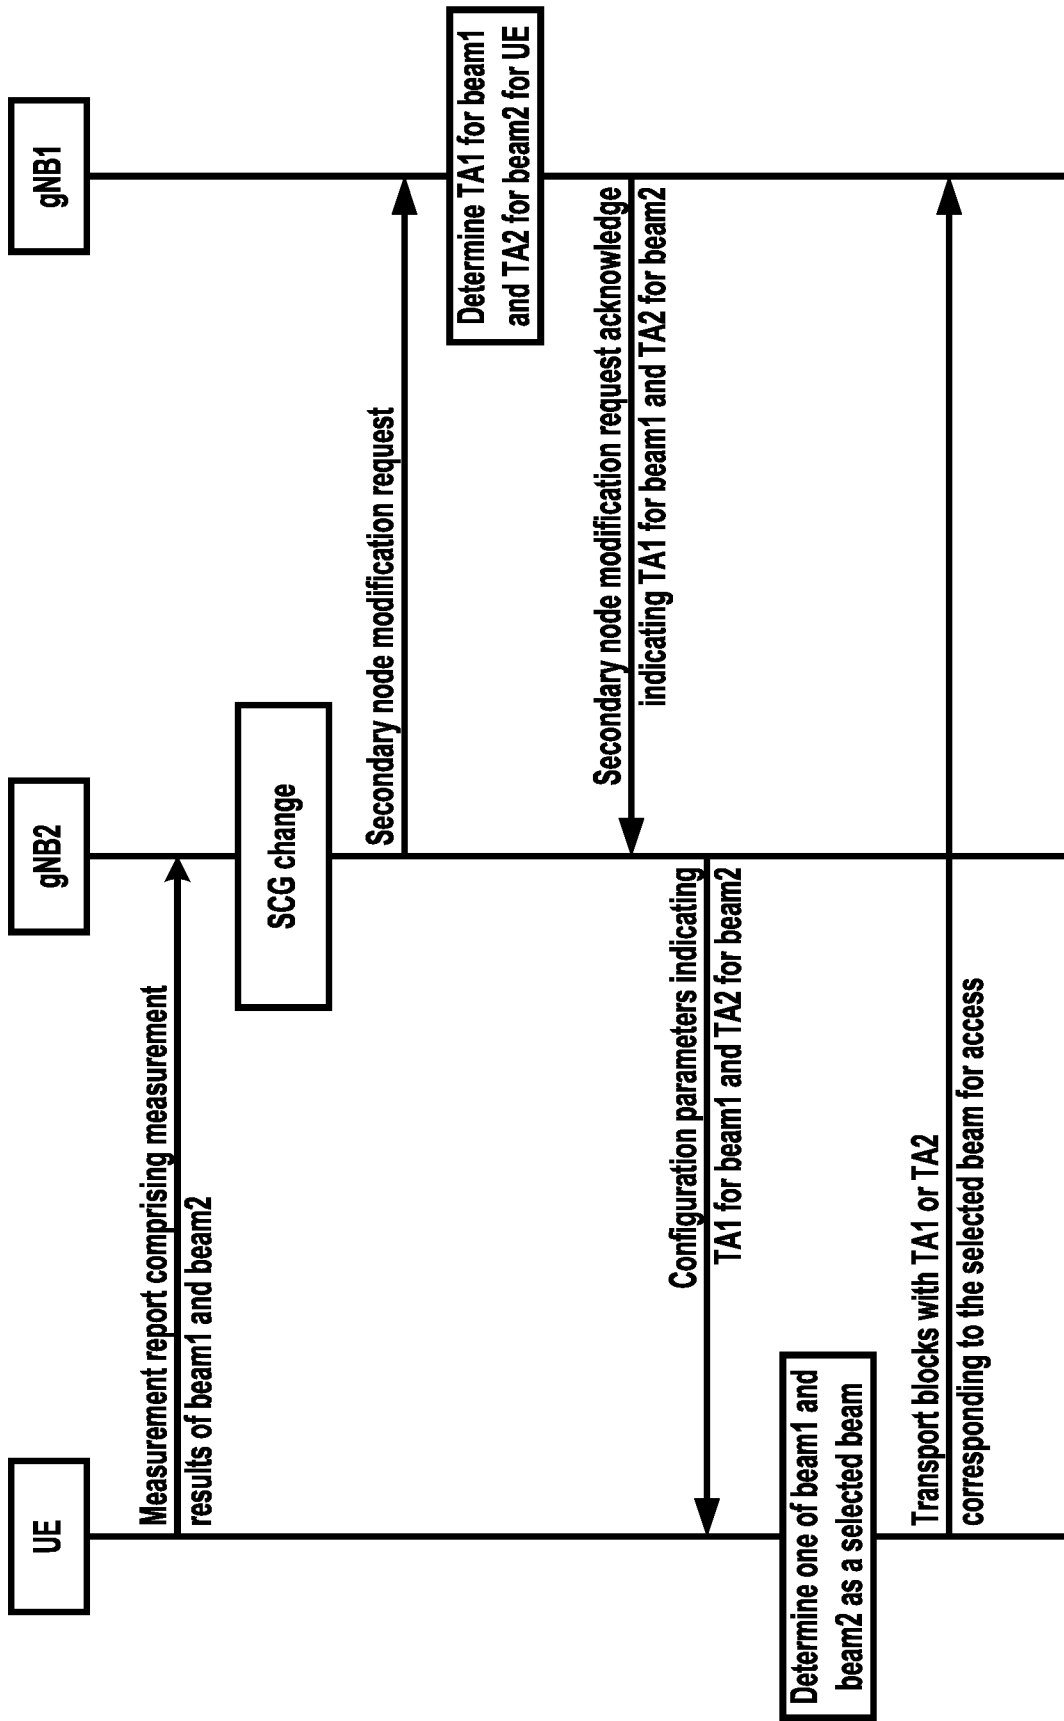 UE
gNB2
gNB1
Measurement report comprising measurement
results of beam1 and beam2
SCG change
Secondary node modification request
Determine TA1 for beam1
and TA2 for beam2 for UE
Secondary node modification request acknowledge
indicating TA1 for beam1 and TA2 for beam2
Configuration parameters indicating
TA1 for beam1 and TA2 for beam2
Determine one of beam1 and
beam2 as a selected beam
Transport blocks with TA1 or TA2
corresponding to the selected beam for access